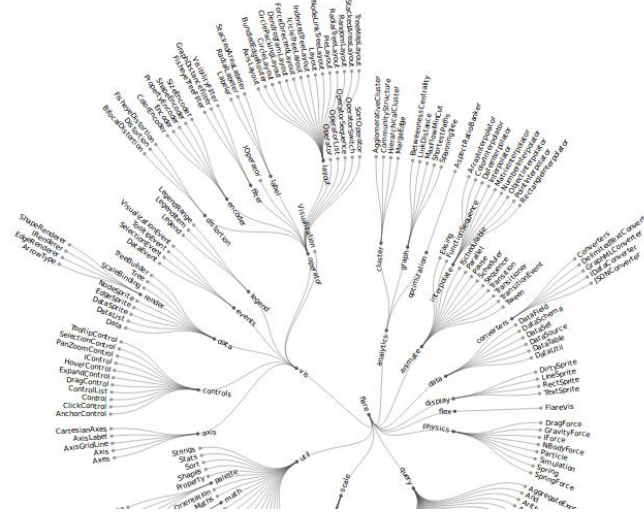 TreeMapLayout
StackedAreaLayout
RandomLayout
RadialTreeLayout
PieLayout
NodeLinkTreeLayout
Layout
IndentedTreeLayout
IcicleTreeLayout
ForceDirectedLayout
DendrogramLayout
CirclePackingLayout
CircleLayout
BundledEdgeRouter
AxisLayout
layout
SortOperator
OperatorSwitch
OperatorSequence
OperatorList
Operator
StackedAreaLabeler
RadialLabeler
Labeler
label
IOperator
VisibilityFilter
GraphDistanceFilter
FisheyeTreeFilter
filter
SizeEncoder
ShapeEncoder
PropertyEncoder
Encoder
ColorEncoder
encoder
FisheyeDistortion
Distortion
BifocalDistortion
distortion
operator
Visualization
LegendRange
LegendItem
Legend
legend
VisualizationEvent
TooltipEvent
SelectionEvent
DataEvent
events
ShapeRenderer
IRenderer
EdgeRenderer
ArrowType
render
TreeBuilder
Tree
ScaleBinding
NodeSprite
EdgeSprite
DataSprite
DataList
Data
data
TooltipControl
SelectionControl
PanZoomControl
IControl
HoverControl
ExpandControl
DragControl
ControlList
Control
ClickControl
AnchorControl
controls
CartesianAxes
AxisLabel
AxisGridLine
Axis
Axes
axis
vis
Strings
Stats
Sort
Shapes
Property
Orientation
Maths
palette
math
util
scale
flare
AgglomerativeCluster
CommunityStructure
HierarchicalCluster
MergeEdge
cluster
BetweennessCentrality
LinkDistance
MaxFlowMinCut
ShortestPaths
SpanningTree
graph
AspectRatioBanker
optimization
analytics
Easing
FunctionSequence
ArrayInterpolator
ColorInterpolator
DateInterpolator
Interpolator
MatrixInterpolator
NumberInterpolator
ObjectInterpolator
PointInterpolator
RectangleInterpolator
interpolate
ISchedulable
Parallel
Pause
Scheduler
Sequence
Transition
Transitioner
TransitionEvent
Tween
animate
Converters
GraphMLConverter
IDataConverter
JSONConverter
converters
DataField
DataSchema
DataSet
DataSource
DataTable
DataUtil
data
DirtySprite
LineSprite
RectSprite
TextSprite
display
FlareVis
flex
DragForce
GravityForce
IForce
NBodyForce
Particle
Simulation
Spring
SpringForce
physics
query
And